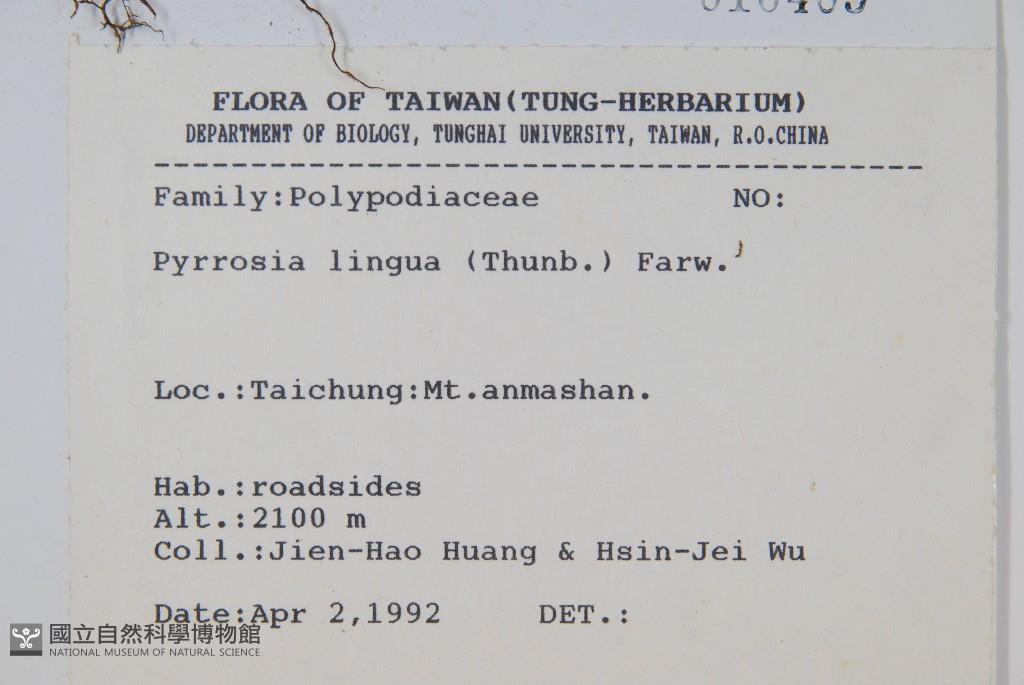 FLORA OF TAIWAN(TUNG-HERBARIUM)
DEPARTMENT OF BIOLOGY, TUNGHAI UNIVERSITY, TAIWAN, R.O.CHINA
Family:Polypodiaceae NO:
Pyrrosia lingua (Thunb.) Farw.
Loc.:Taichung:Mt.anmashan.
Hab.:roadsides
Alt.:2100 m
Coll.:Jien-Hao Huang & Hsin-Jei Wu
Date:Apr 2,1992 DET.:
國立自然科學博物館
NATIONAL MUSEUM OF NATURAL SCIENCE